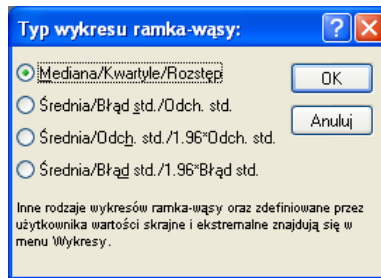 Typ wykresu ramka-wąsy:
Mediana/Kwartyle/Rozstęp
OK
Średnia/Błąd std./Odch. std.
Anuluj
Średnia/Odch. std./1.96*Odch. std.
Średnia/Błąd std./1.96*Błąd std.
Inne rodzaje wykresów ramka-wąsy oraz zdefiniowane przez
użytkownika wartości skrajne i ekstremalne znajdują się w
menu Wykresy.